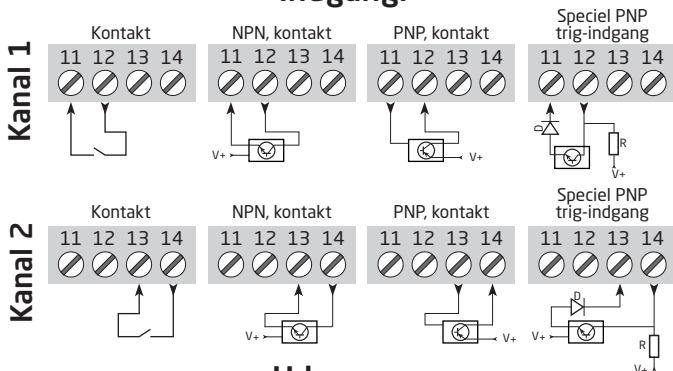 Indgang:
Speciel PNP
Kontakt NPN, kontakt PNP, kontakt trig-indgang
Kanal 1
11 12 13 14 11 12 13 14 11 12 13 14 11 12 13 14
V+ V+ D R V+
Speciel PNP
Kontakt NPN, kontakt PNP, kontakt trig-indgang
Kanal 2
11 12 13 14 11 12 13 14 11 12 13 14 11 12 13 14
D
V+ V+ V+ R
V+